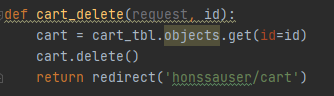 def cart_delete(request, id):
    cart = cart_tbl.objects.get(id=id)
    cart.delete()
    return redirect('honssauser/cart')